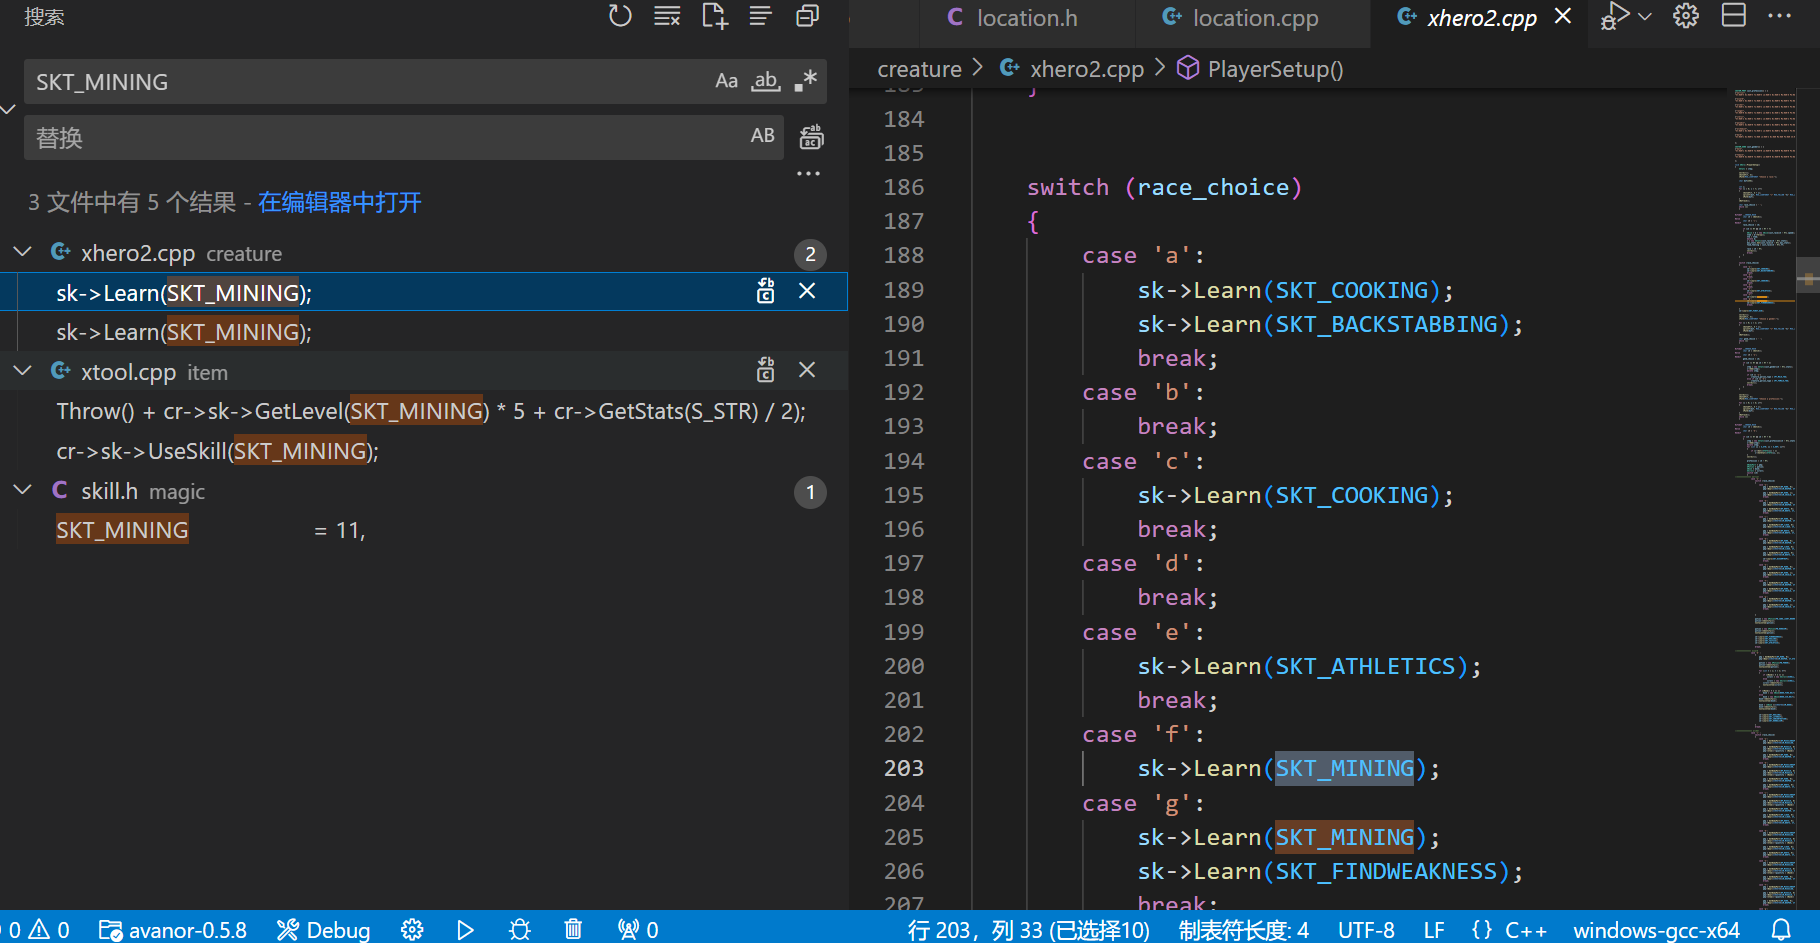 搜索
SKT_MINING
Aa
ab
替换
AB
3 文件中有 5 个结果 - 在编辑器中打开
xhero2.cpp creature
2
sk->Learn(SKT_MINING);
sk->Learn(SKT_MINING);
xtool.cpp item
Throw() + cr->sk->GetLevel(SKT_MINING) * 5 + cr->GetStats(S_STR) / 2);
cr->sk->UseSkill(SKT_MINING);
skill.h magic
1
SKT_MINING = 11,
location.h
location.cpp
xhero2.cpp
creature > xhero2.cpp > PlayerSetup()
}
184
185
186 switch (race_choice)
187 {
188 case 'a':
189 sk->Learn(SKT_COOKING);
190 sk->Learn(SKT_BACKSTABBING);
191 break;
192 case 'b':
193 break;
194 case 'c':
195 sk->Learn(SKT_COOKING);
196 break;
197 case 'd':
198 break;
199 case 'e':
200 sk->Learn(SKT_ATHLETICS);
201 break;
202 case 'f':
203 sk->Learn(SKT_MINING);
204 case 'g':
205 sk->Learn(SKT_MINING);
206 sk->Learn(SKT_FINDWEAKNESS);
207 break;
0 0 avanor-0.5.8 Debug 0 行 203，列 33 (已选择10) 制表符长度: 4 UTF-8 LF {} C++ windows-gcc-x64